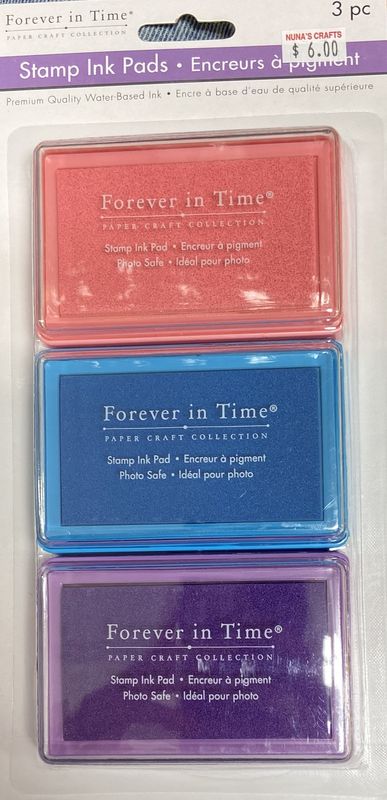 Forever in Time®
PAPER CRAFT COLLECTION
3 pc
NUNA'S CRAFTS
$ 6.00
Stamp Ink Pads • Encreurs à pigment
Premium Quality Water-Based Ink • Encre à base d'eau de qualité supérieure
Forever in Time®
PAPER CRAFT COLLECTION
Stamp Ink Pad • Encreur à pigment
Photo Safe • Idéal pour photo
Forever in Time®
PAPER CRAFT COLLECTION
Stamp Ink Pad • Encreur à pigment
Photo Safe • Idéal pour photo
Forever in Time®
PAPER CRAFT COLLECTION
Stamp Ink Pad • Encreur à pigment
Photo Safe • Idéal pour photo